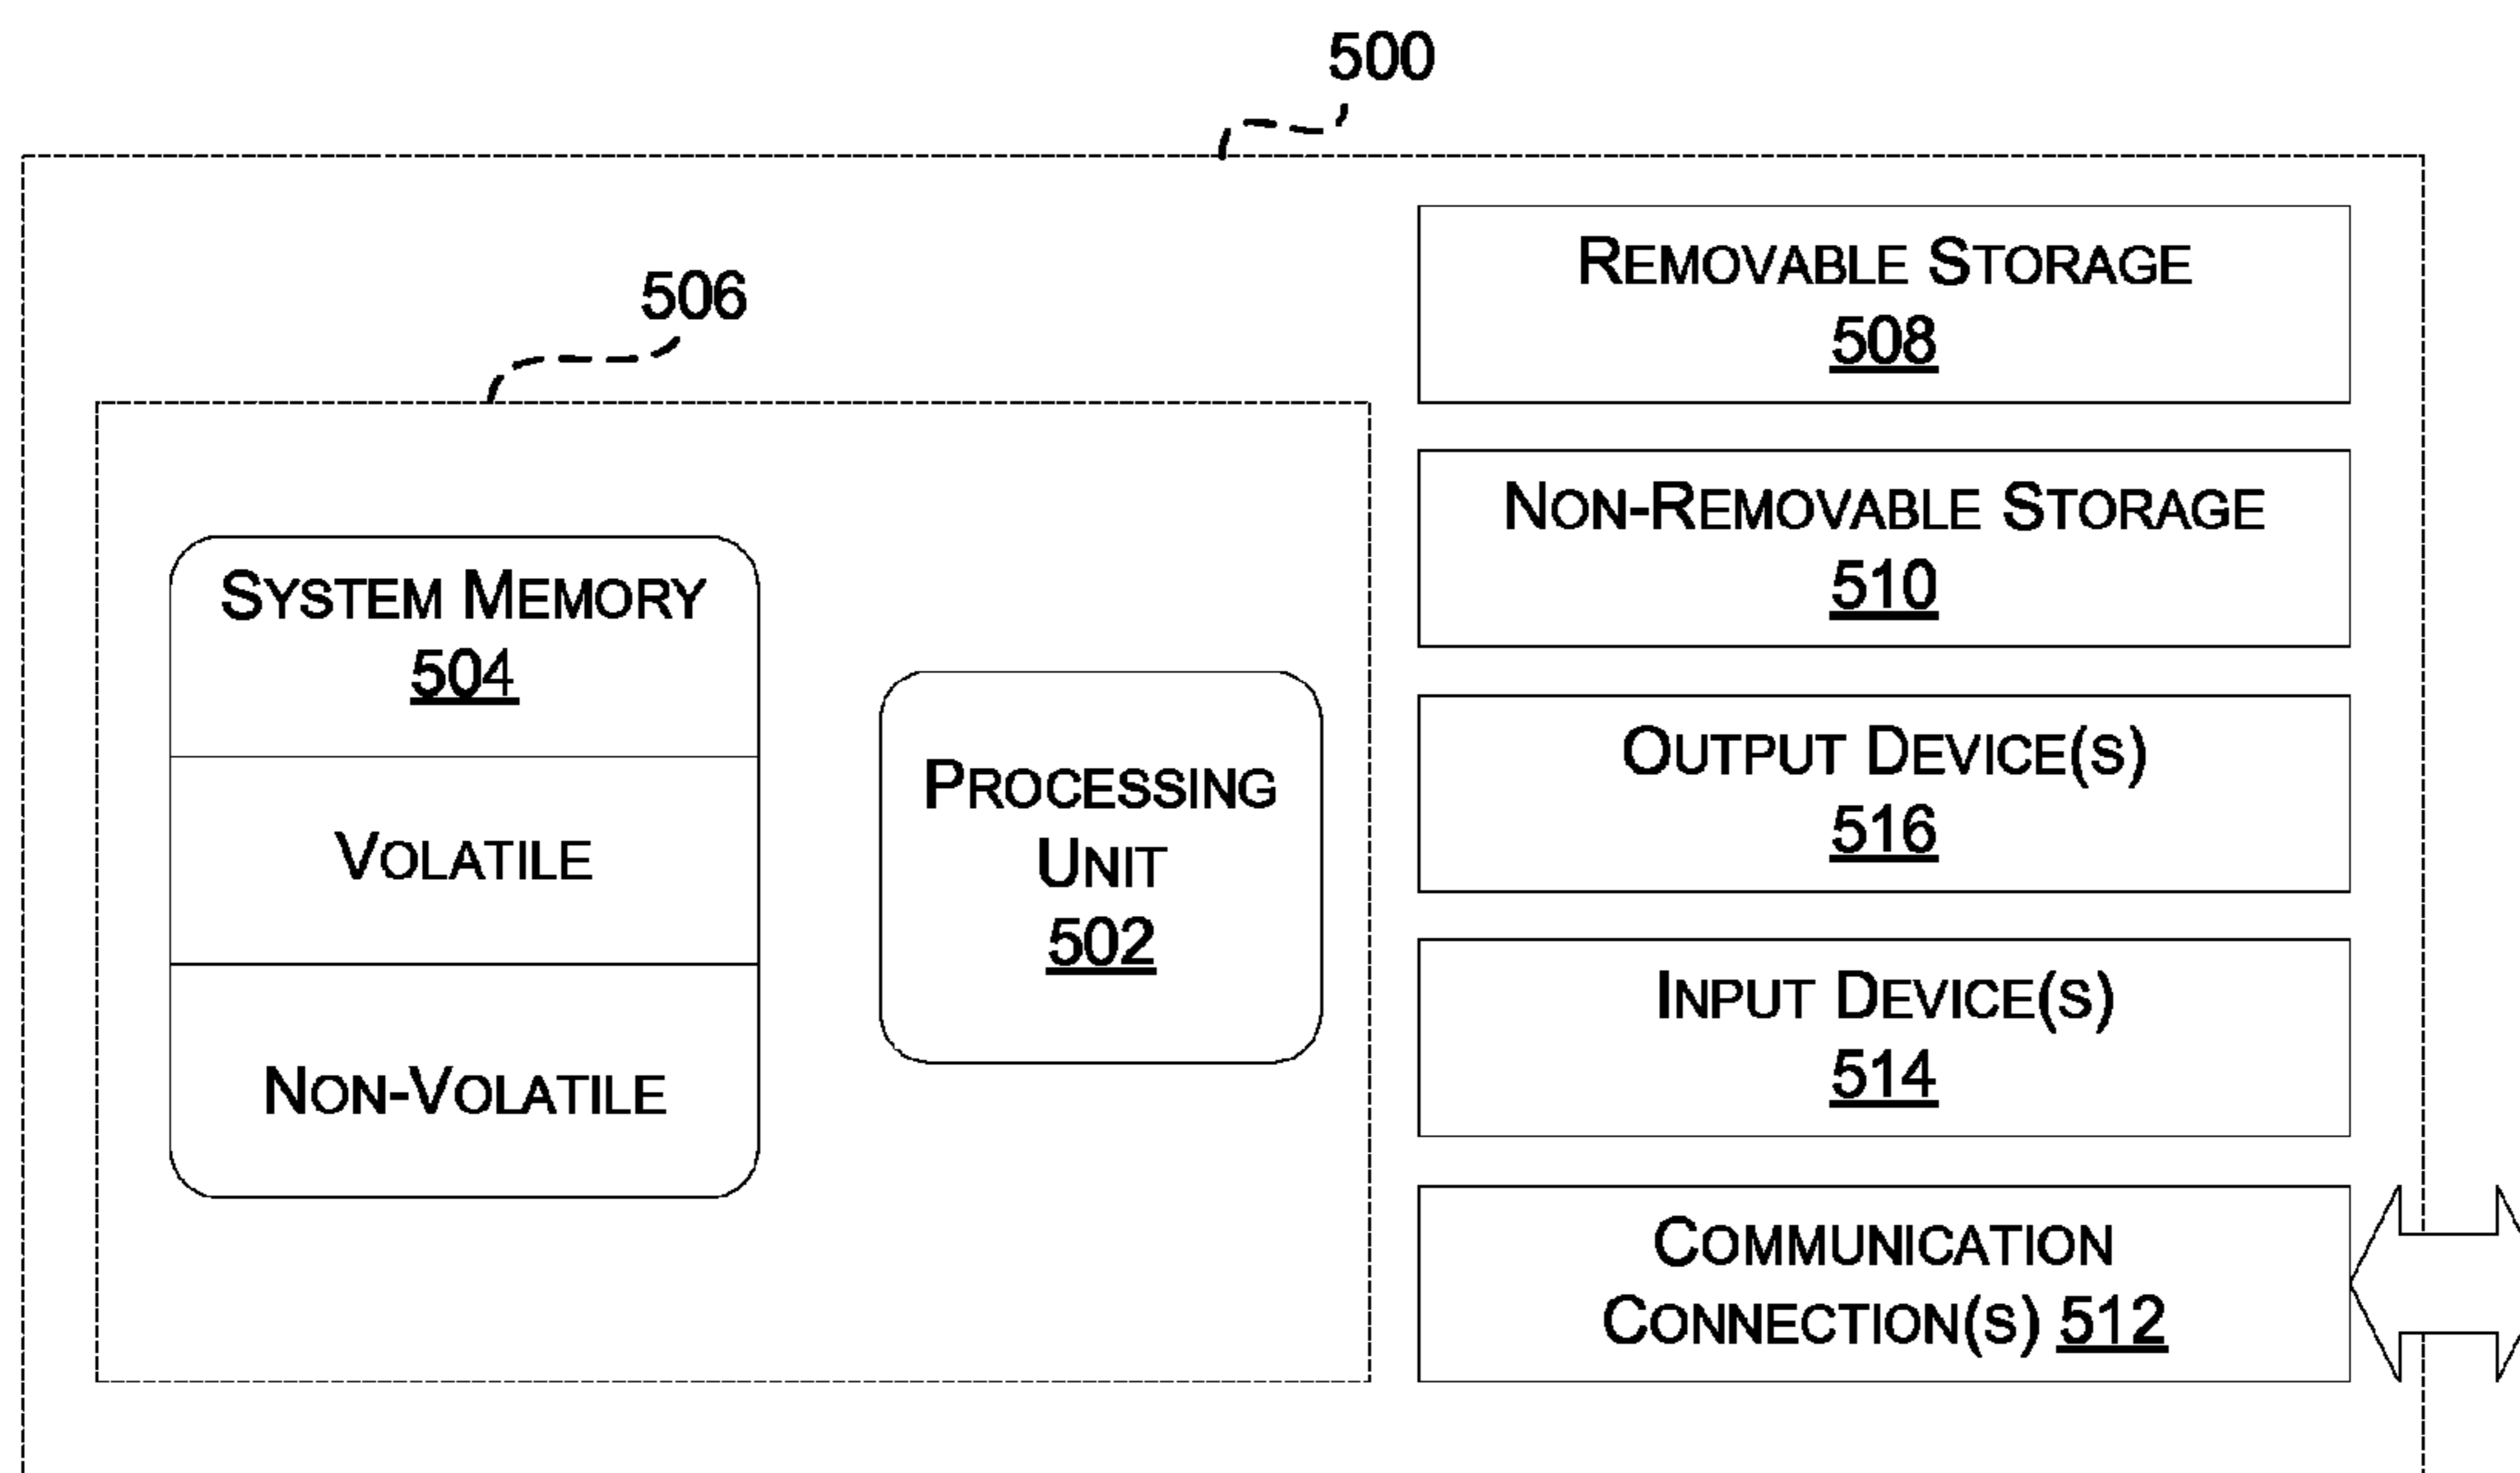 500
506
SYSTEM MEMORY
504
VOLATILE
NON-VOLATILE
PROCESSING
UNIT
502
REMOVABLE STORAGE
508
NON-REMOVABLE STORAGE
510
OUTPUT DEVICE(S)
516
INPUT DEVICE(S)
514
COMMUNICATION
CONNECTION(S) 512